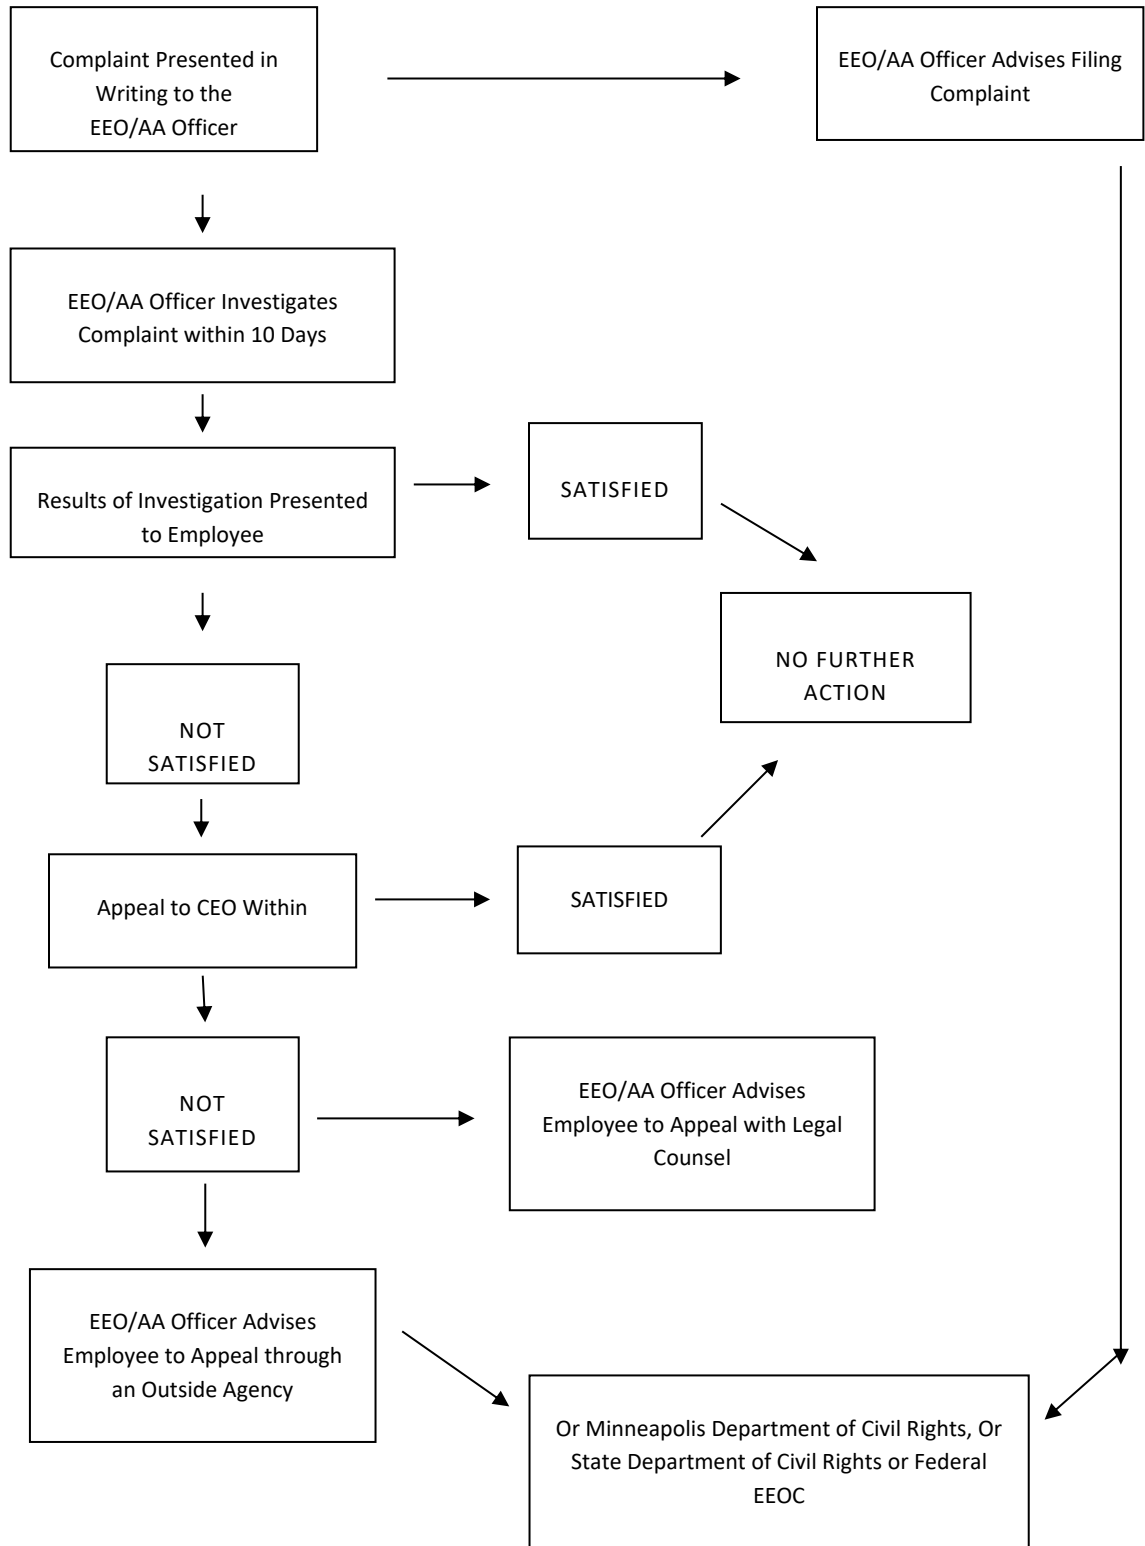 Complaint Presented in
Writing to the
EEO/AA Officer
EEO/AA Officer Advises Filing
Complaint
EEO/AA Officer Investigates
Complaint within 10 Days
Results of Investigation Presented
to Employee
SATISFIED
NO FURTHER
ACTION
NOT
SATISFIED
Appeal to CEO Within
SATISFIED
NOT
SATISFIED
EEO/AA Officer Advises
Employee to Appeal with Legal
Counsel
EEO/AA Officer Advises
Employee to Appeal through
an Outside Agency
Or Minneapolis Department of Civil Rights, Or
State Department of Civil Rights or Federal
EEOC